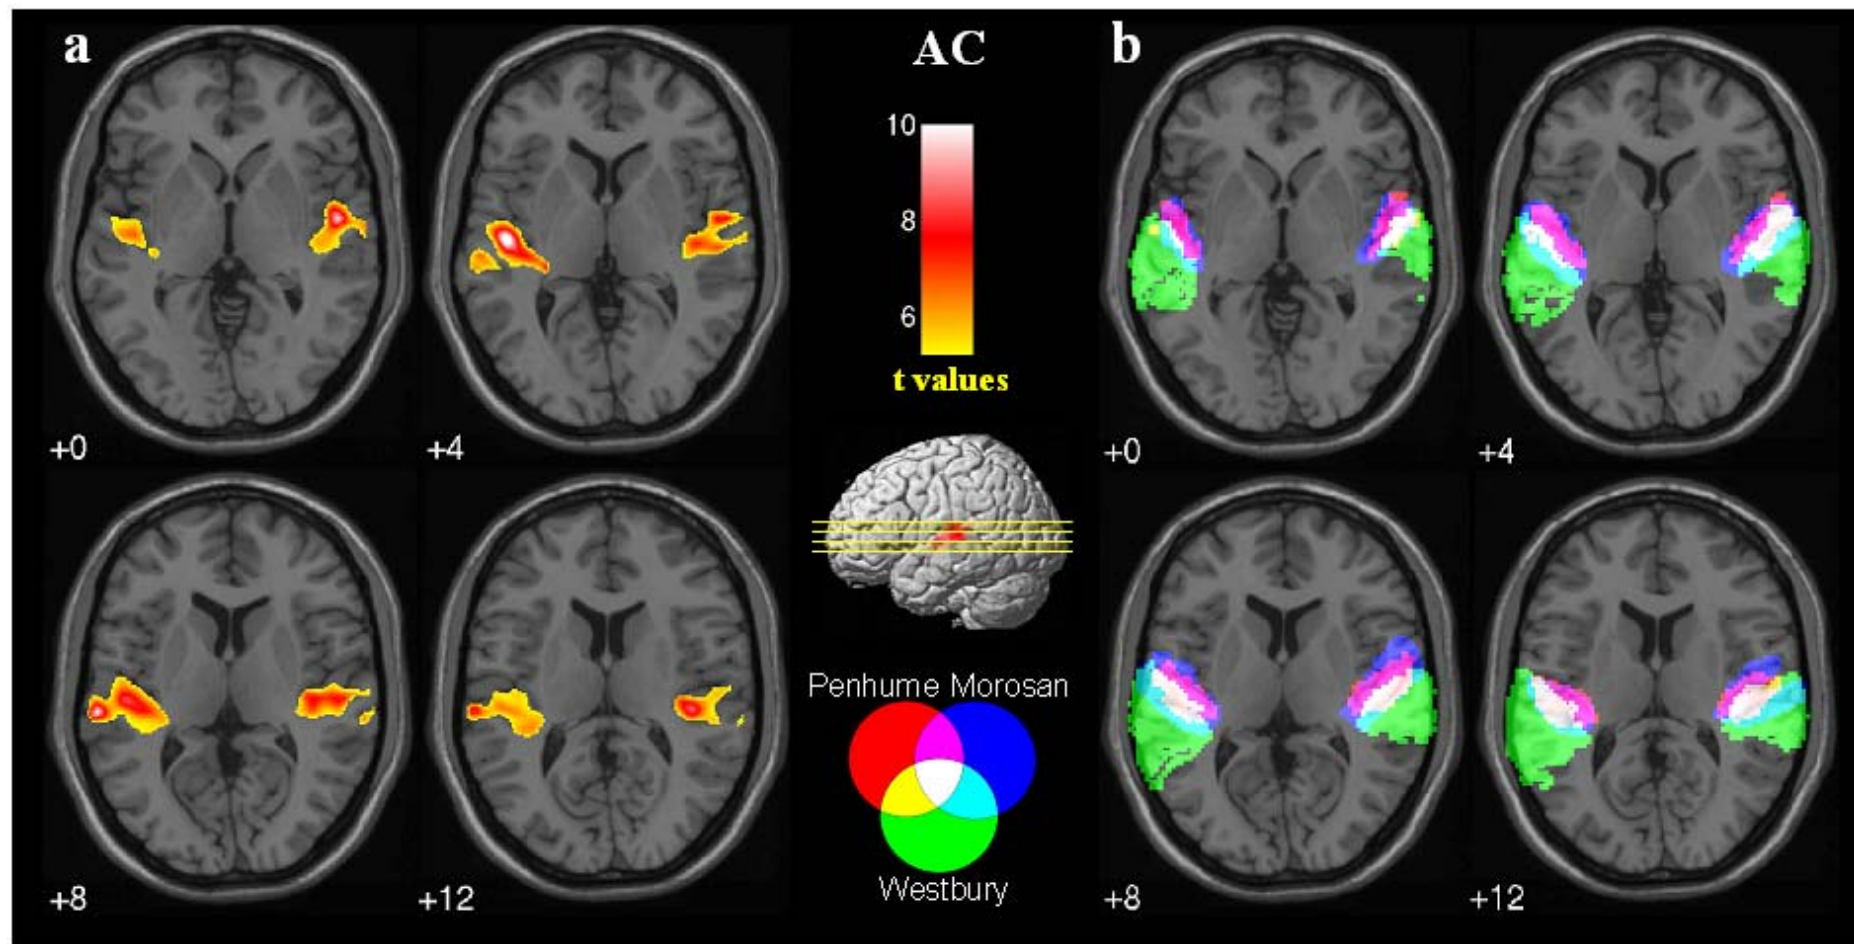 a
AC
b
10
8
6
t values
+0
+4
+0
+4
Penhume Morosan
Westbury
+8
+12
+8
+12